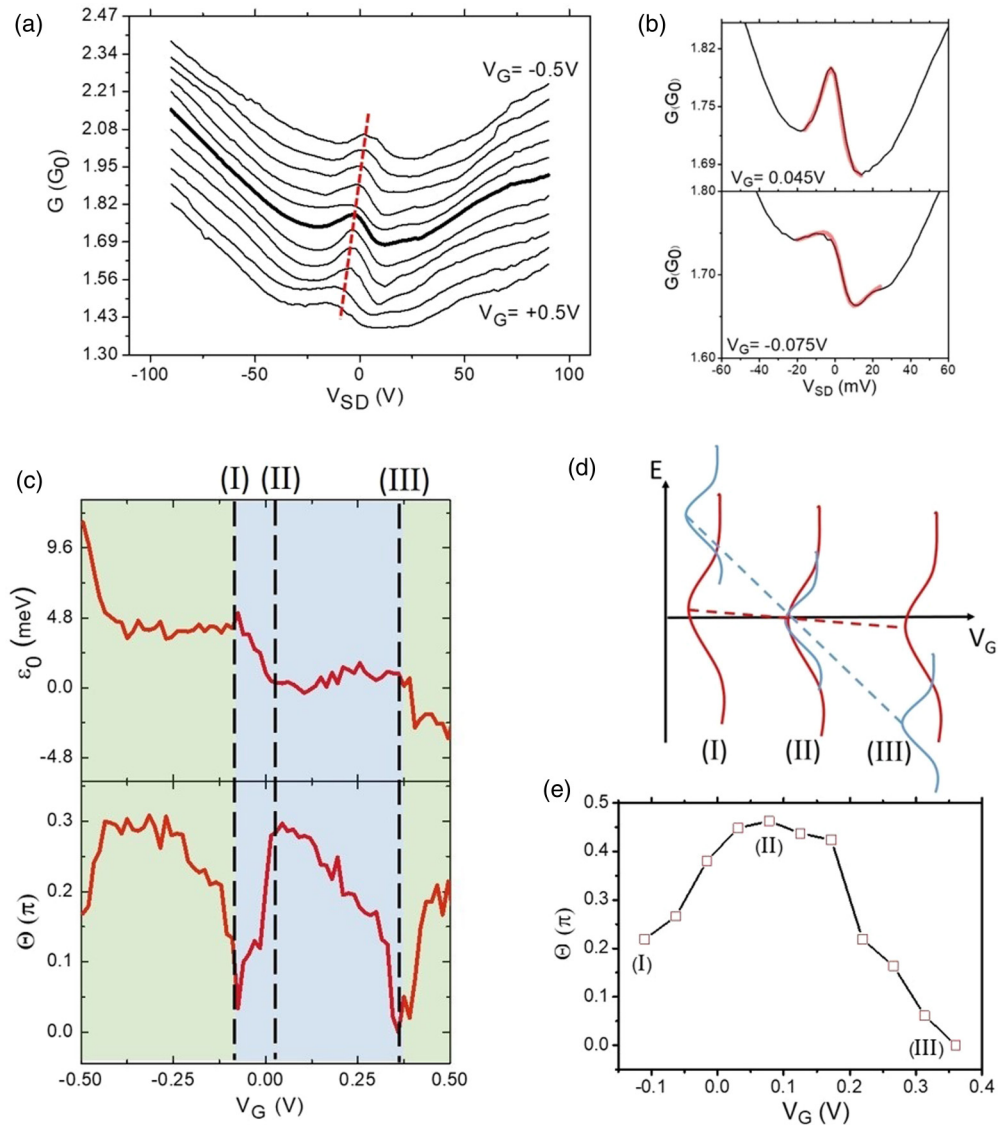 (a)
2.47
2.34
2.21
2.08
1.95
1.82
1.69
1.56
1.43
1.30
G (G0)
VG= -0.5V
VG= +0.5V
-100
-50
0
50
100
VSD (V)
(b)
1.82
1.75
1.69
G(G0)
VG= 0.045V
1.80
1.70
1.60
G(G0)
VG= -0.075V
-60
-40
-20
0
20
40
60
VSD (mV)
(c)
(I)
(II)
(III)
9.6
4.8
0.0
-4.8
ε0 (meV)
0.3
0.2
0.1
0.0
Θ (π)
-0.50
-0.25
0.00
0.25
0.50
VG (V)
(d)
E
VG
(I)
(II)
(III)
(e)
0.5
0.4
0.3
0.2
0.1
0.0
Θ (π)
(I)
(II)
(III)
-0.1
0.0
0.1
0.2
0.3
0.4
VG (V)